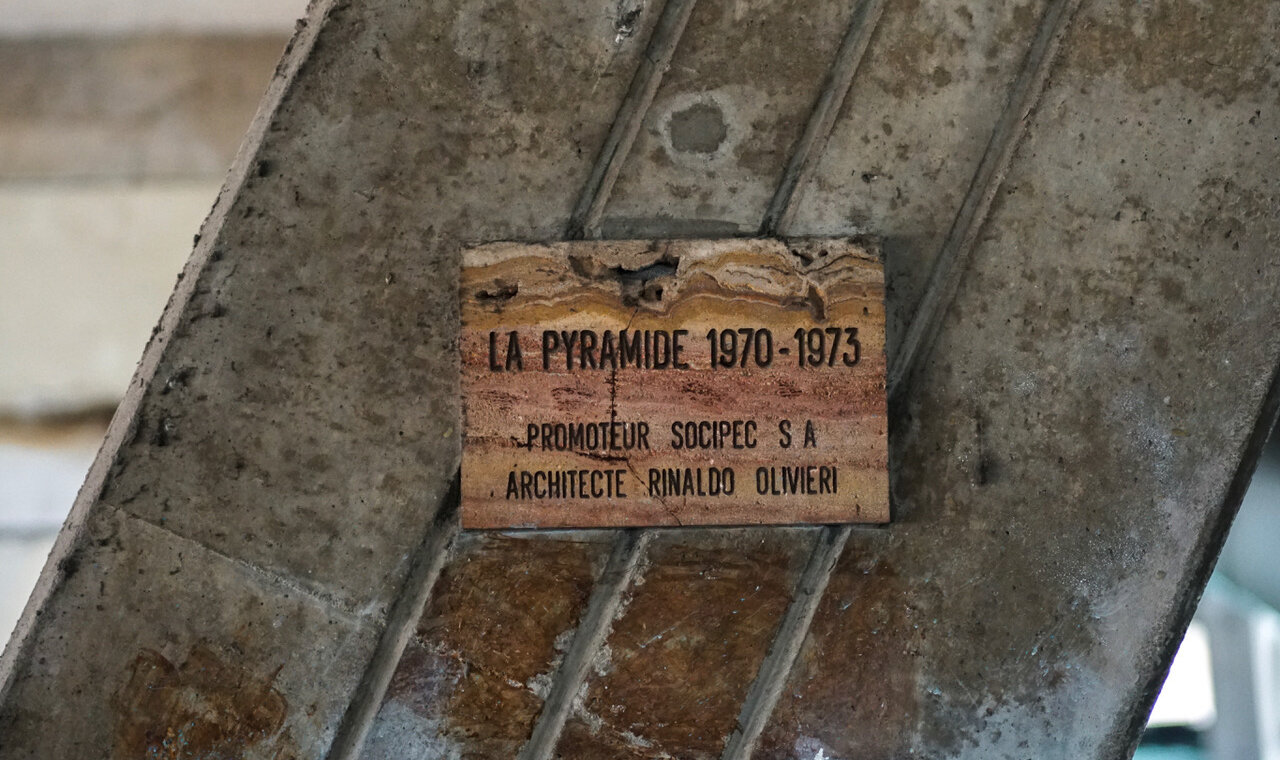 LA PYRAMIDE 1970-1973
PROMOTEUR SOCIPEC S A
ARCHITECTE RINALDO OLIVIERI